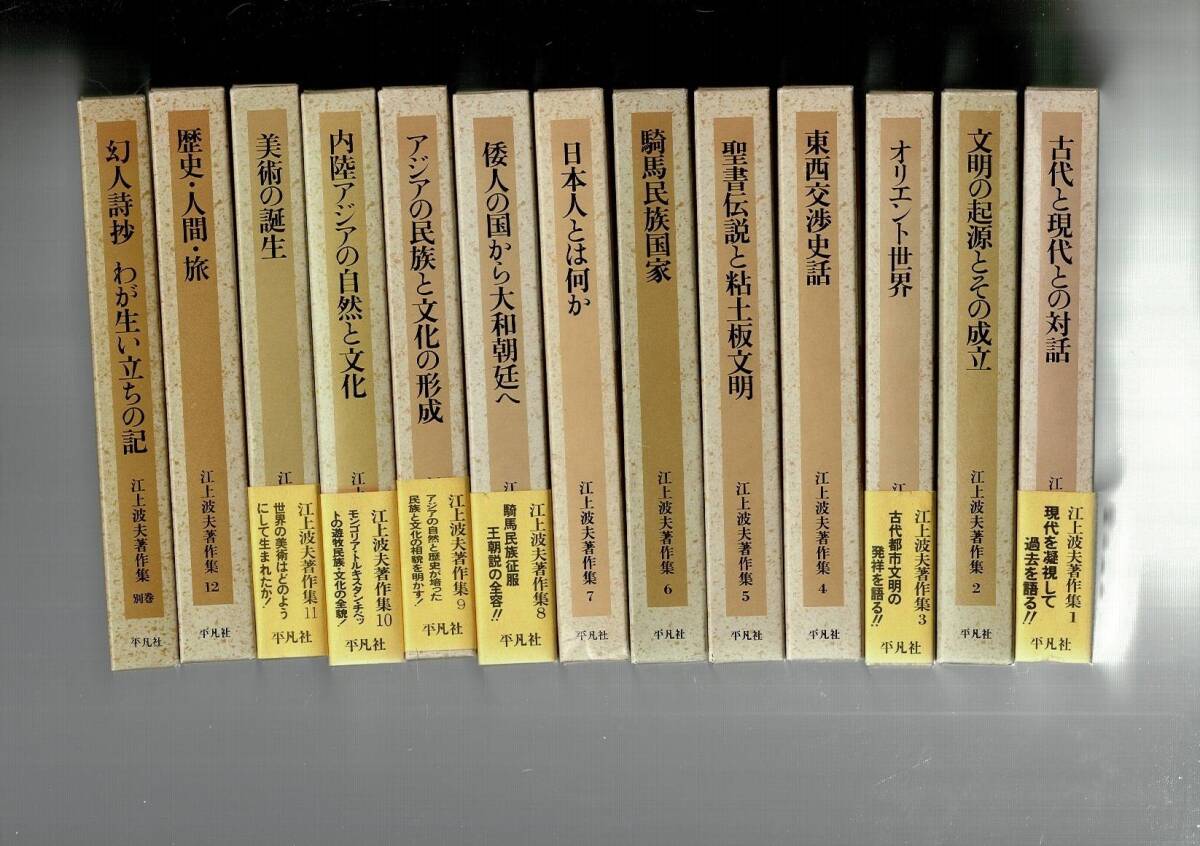 古代と現代との対話
江上波夫著作集 1
現代を凝視して
過去を語る!!
平凡社
文明の起源とその成立
江上波夫著作集
2
平凡社
オリエント世界
江
江上波夫著作集 3
古代都市文明の
発祥を語る!!
平凡社
東西交渉史話
江上波夫著作集
4
平凡社
聖書伝説と粘土板文明
江上波夫著作集
5
平凡社
騎馬民族国家
江上波夫著作集
6
平凡社
日本人とは何か
江上波夫著作集
7
平凡社
倭人の国から大和朝廷へ
江
江上波夫著作集 8
騎馬民族征服
王朝説の全容!!
平凡社
アジアの民族と文化の形成
江上波夫著作集 9
アジアの自然と歴史が培った
民族と文化の相貌を明かす!
平凡社
内陸アジアの自然と文化
江
江上波夫著作集 10
モンゴリア・トルキスタン・チベッ
トの遊牧民族・文化の全貌!
平凡社
美術の誕生
江
江上波夫著作集 11
世界の美術はどのよう
にして生まれたか!
平凡社
歴史・人間・旅
江上波夫著作集
12
平凡社
幻人詩抄 わが生い立ちの記
江上波夫著作集
別巻
平凡社